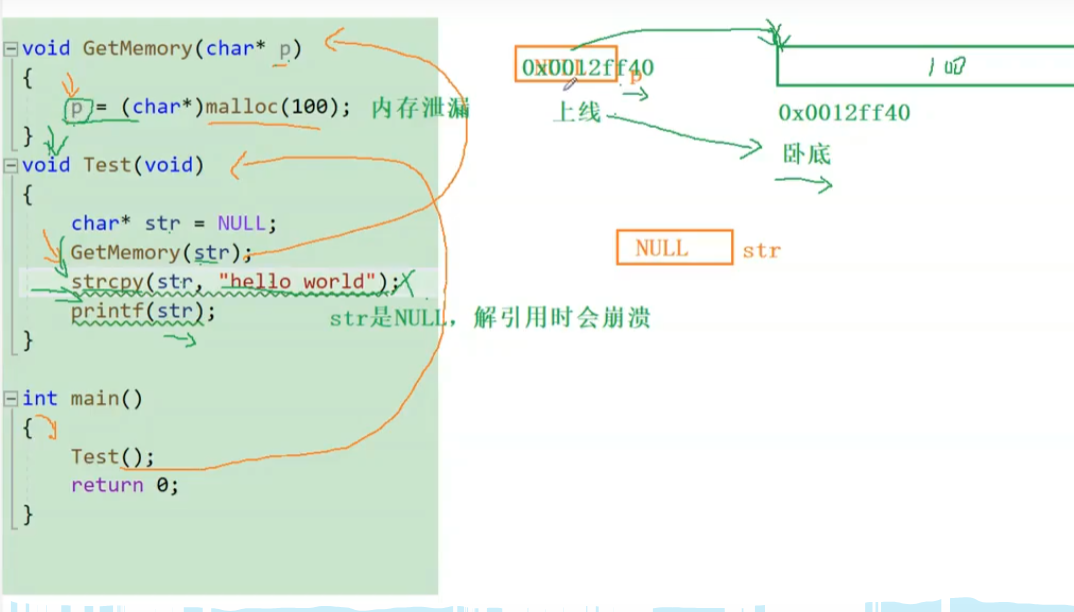 void GetMemory(char* p)
{
p = (char*)malloc(100); 内存泄漏
}
void Test(void)
{
char* str = NULL;
GetMemory(str);
strcpy(str, "hello world");
printf(str);
}
int main()
{
Test();
return 0;
}
str是NULL，解引用时会崩溃
NULL
0x0012ff40
p
上线
100
0x0012ff40
卧底
NULL str